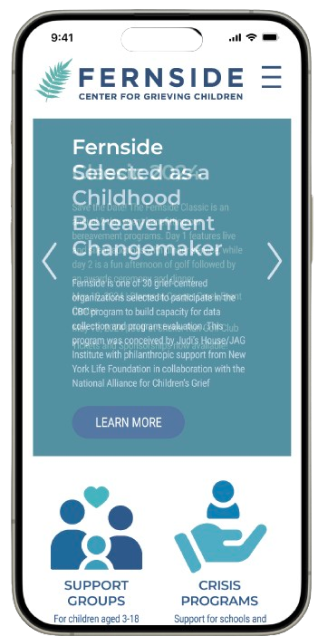 9:41
FERNSIDE
CENTER FOR GRIEVING CHILDREN
Fernside
Selected as a
Childhood
Bereavement
Changemaker
Fernside is one of 30 grief-centered
organizations selected to participate in the
CBC program to build capacity for data
collection and program evaluation. This
program was conceived by Judi's House/JAG
Institute with philanthropic support from New
York Life Foundation in collaboration with the
National Alliance for Children's Grief
LEARN MORE
SUPPORT
GROUPS
For children aged 3-18
CRISIS
PROGRAMS
Support for schools and